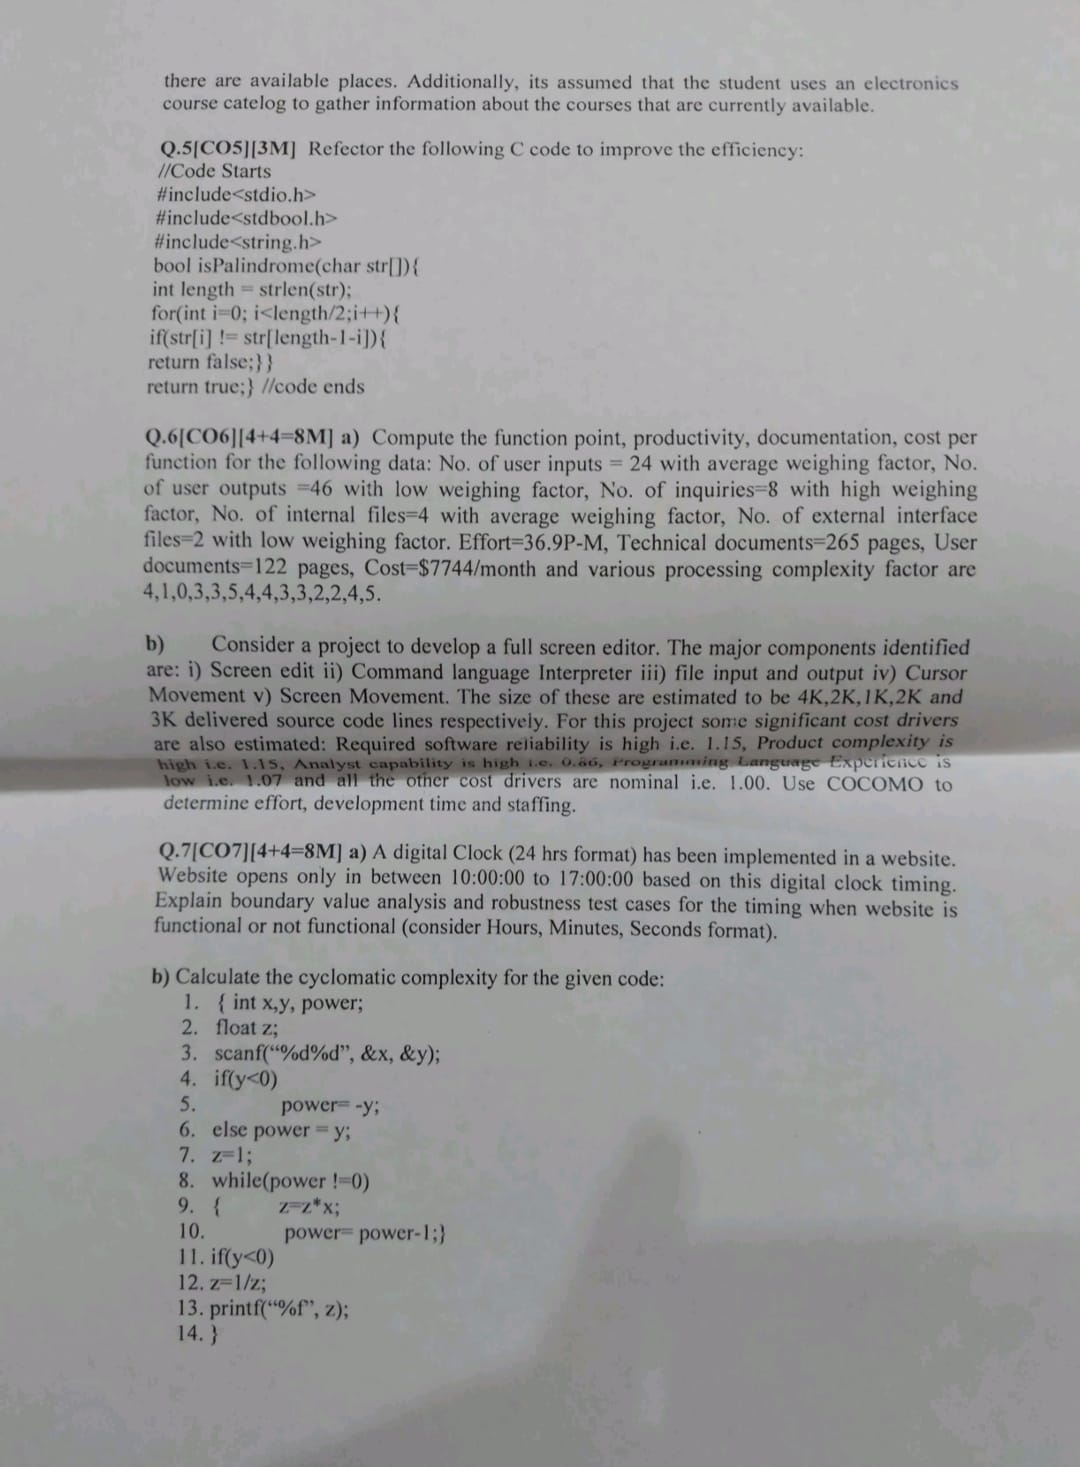 there are available places. Additionally, its assumed that the student uses an electronics
course catelog to gather information about the courses that are currently available.
Q.5[CO5][3M] Refector the following C code to improve the efficiency:
//Code Starts
#include<stdio.h>
#include<stdbool.h>
#include<string.h>
bool isPalindrome(char str[]){
int length = strlen(str);
for(int i=0; i<length/2;i++){
if(str[i] != str[length-1-i]){
return false;}}
return true;} //code ends
Q.6[CO6][4+4=8M] a) Compute the function point, productivity, documentation, cost per
function for the following data: No. of user inputs = 24 with average weighing factor, No.
of user outputs =46 with low weighing factor, No. of inquiries=8 with high weighing
factor, No. of internal files=4 with average weighing factor, No. of external interface
files=2 with low weighing factor. Effort=36.9P-M, Technical documents=265 pages, User
documents=122 pages, Cost=$7744/month and various processing complexity factor are
4,1,0,3,3,5,4,4,3,3,2,2,4,5.
b) Consider a project to develop a full screen editor. The major components identified
are: i) Screen edit ii) Command language Interpreter iii) file input and output iv) Cursor
Movement v) Screen Movement. The size of these are estimated to be 4K,2K,1K,2K and
3K delivered source code lines respectively. For this project some significant cost drivers
are also estimated: Required software reliability is high i.e. 1.15, Product complexity is
high i.e. 1.15, Analyst capability is high i.e. 0.86, Programming Language Experience is
low i.e. 1.07 and all the other cost drivers are nominal i.e. 1.00. Use COCOMO to
determine effort, development time and staffing.
Q.7[CO7][4+4=8M] a) A digital Clock (24 hrs format) has been implemented in a website.
Website opens only in between 10:00:00 to 17:00:00 based on this digital clock timing.
Explain boundary value analysis and robustness test cases for the timing when website is
functional or not functional (consider Hours, Minutes, Seconds format).
b) Calculate the cyclomatic complexity for the given code:
1. { int x,y, power;
2. float z;
3. scanf(“%d%d”, &x, &y);
4. if(y<0)
5. power= -y;
6. else power = y;
7. z=1;
8. while(power !=0)
9. { z=z*x;
10. power= power-1;}
11. if(y<0)
12. z=1/z;
13. printf(“%f”, z);
14. }